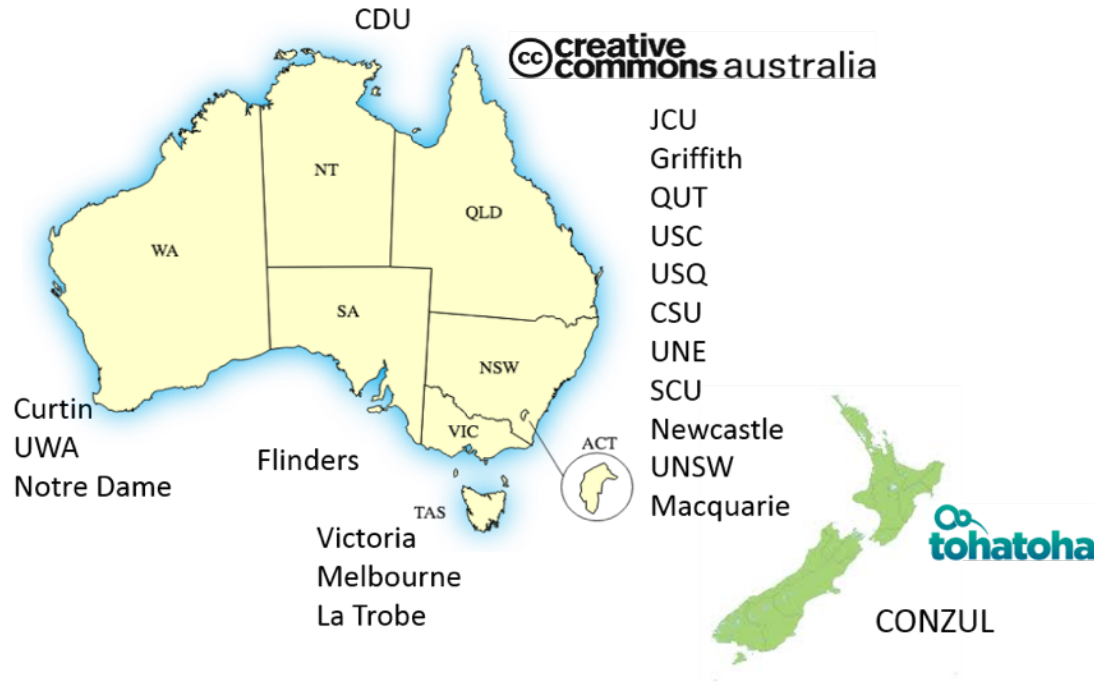 CDU
cc creative commons australia
NT
QLD
WA
SA
NSW
VIC
ACT
TAS
JCU
Griffith
QUT
USC
USQ
CSU
UNE
SCU
Newcastle
UNSW
Macquarie
Curtin
UWA
Notre Dame
Flinders
Victoria
Melbourne
La Trobe
tohatoha
CONZUL